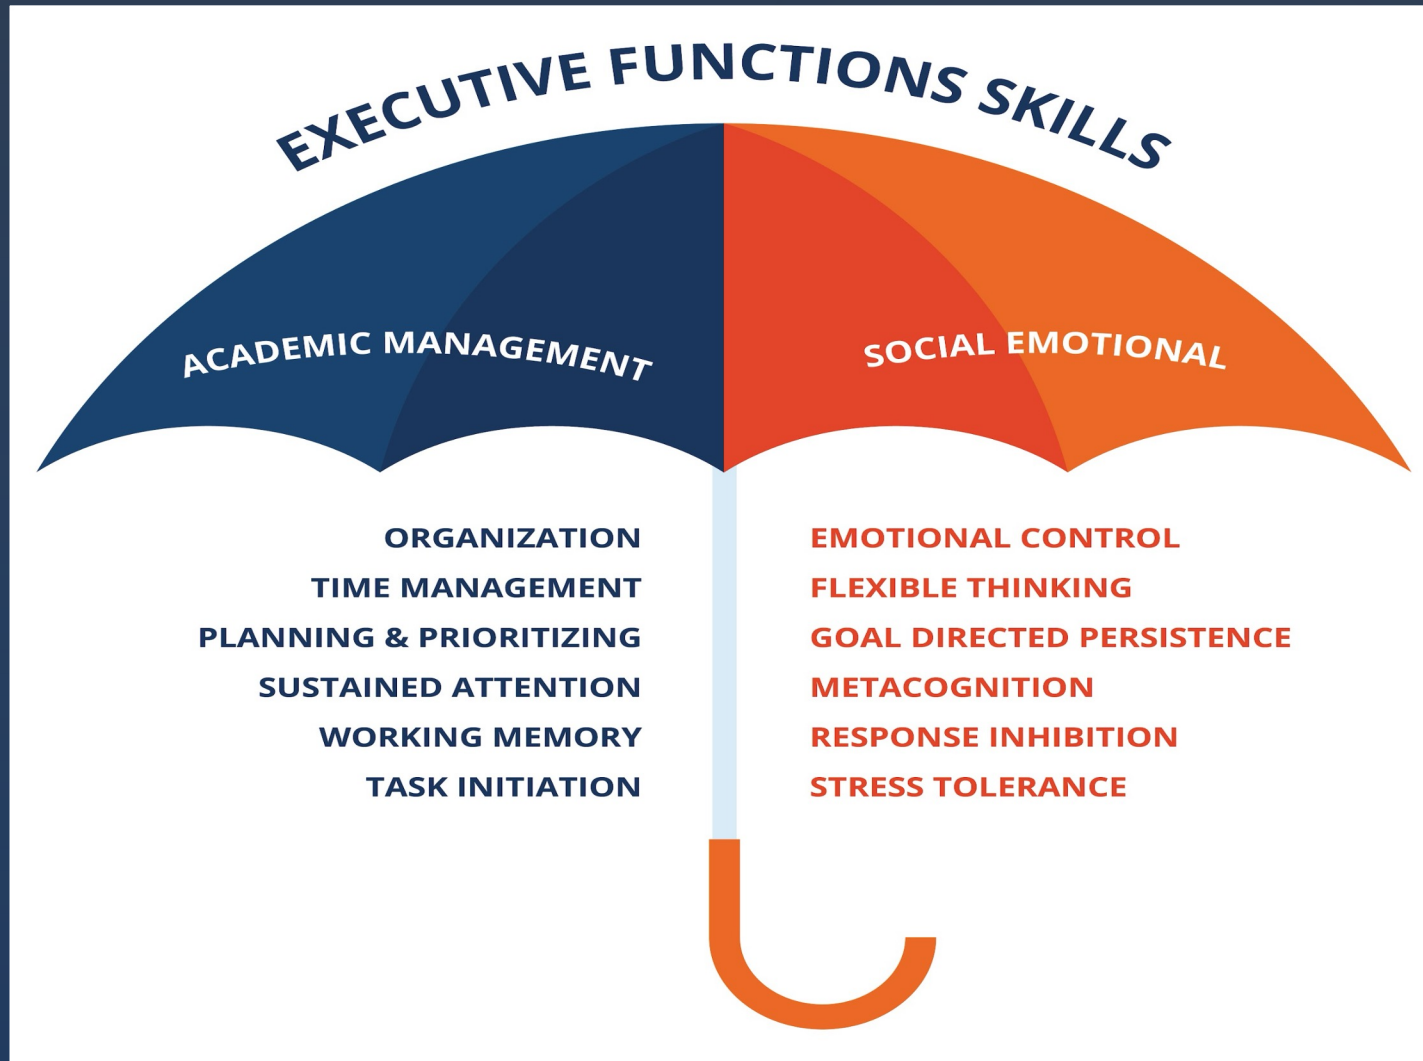 EXECUTIVE FUNCTIONS SKILLS
ACADEMIC MANAGEMENT
SOCIAL EMOTIONAL
ORGANIZATION
TIME MANAGEMENT
PLANNING & PRIORITIZING
SUSTAINED ATTENTION
WORKING MEMORY
TASK INITIATION
EMOTIONAL CONTROL
FLEXIBLE THINKING
GOAL DIRECTED PERSISTENCE
METACOGNITION
RESPONSE INHIBITION
STRESS TOLERANCE